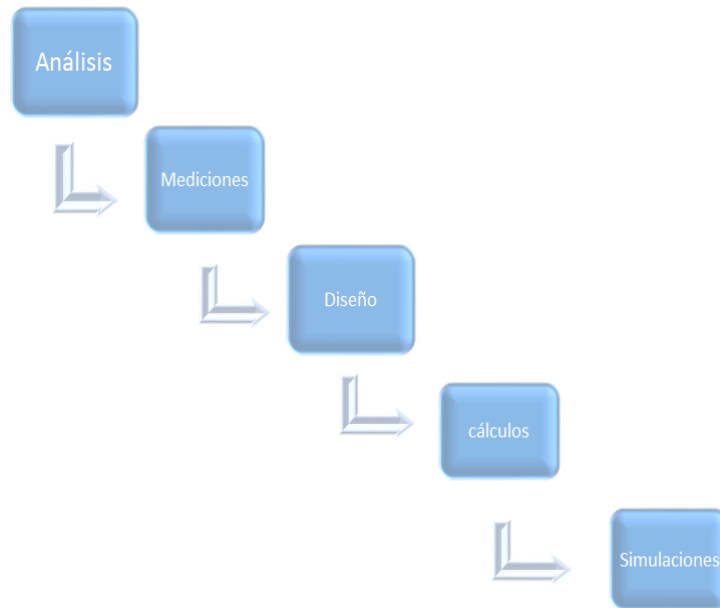 Análisis
Mediciones
Diseño
cálculos
Simulaciones